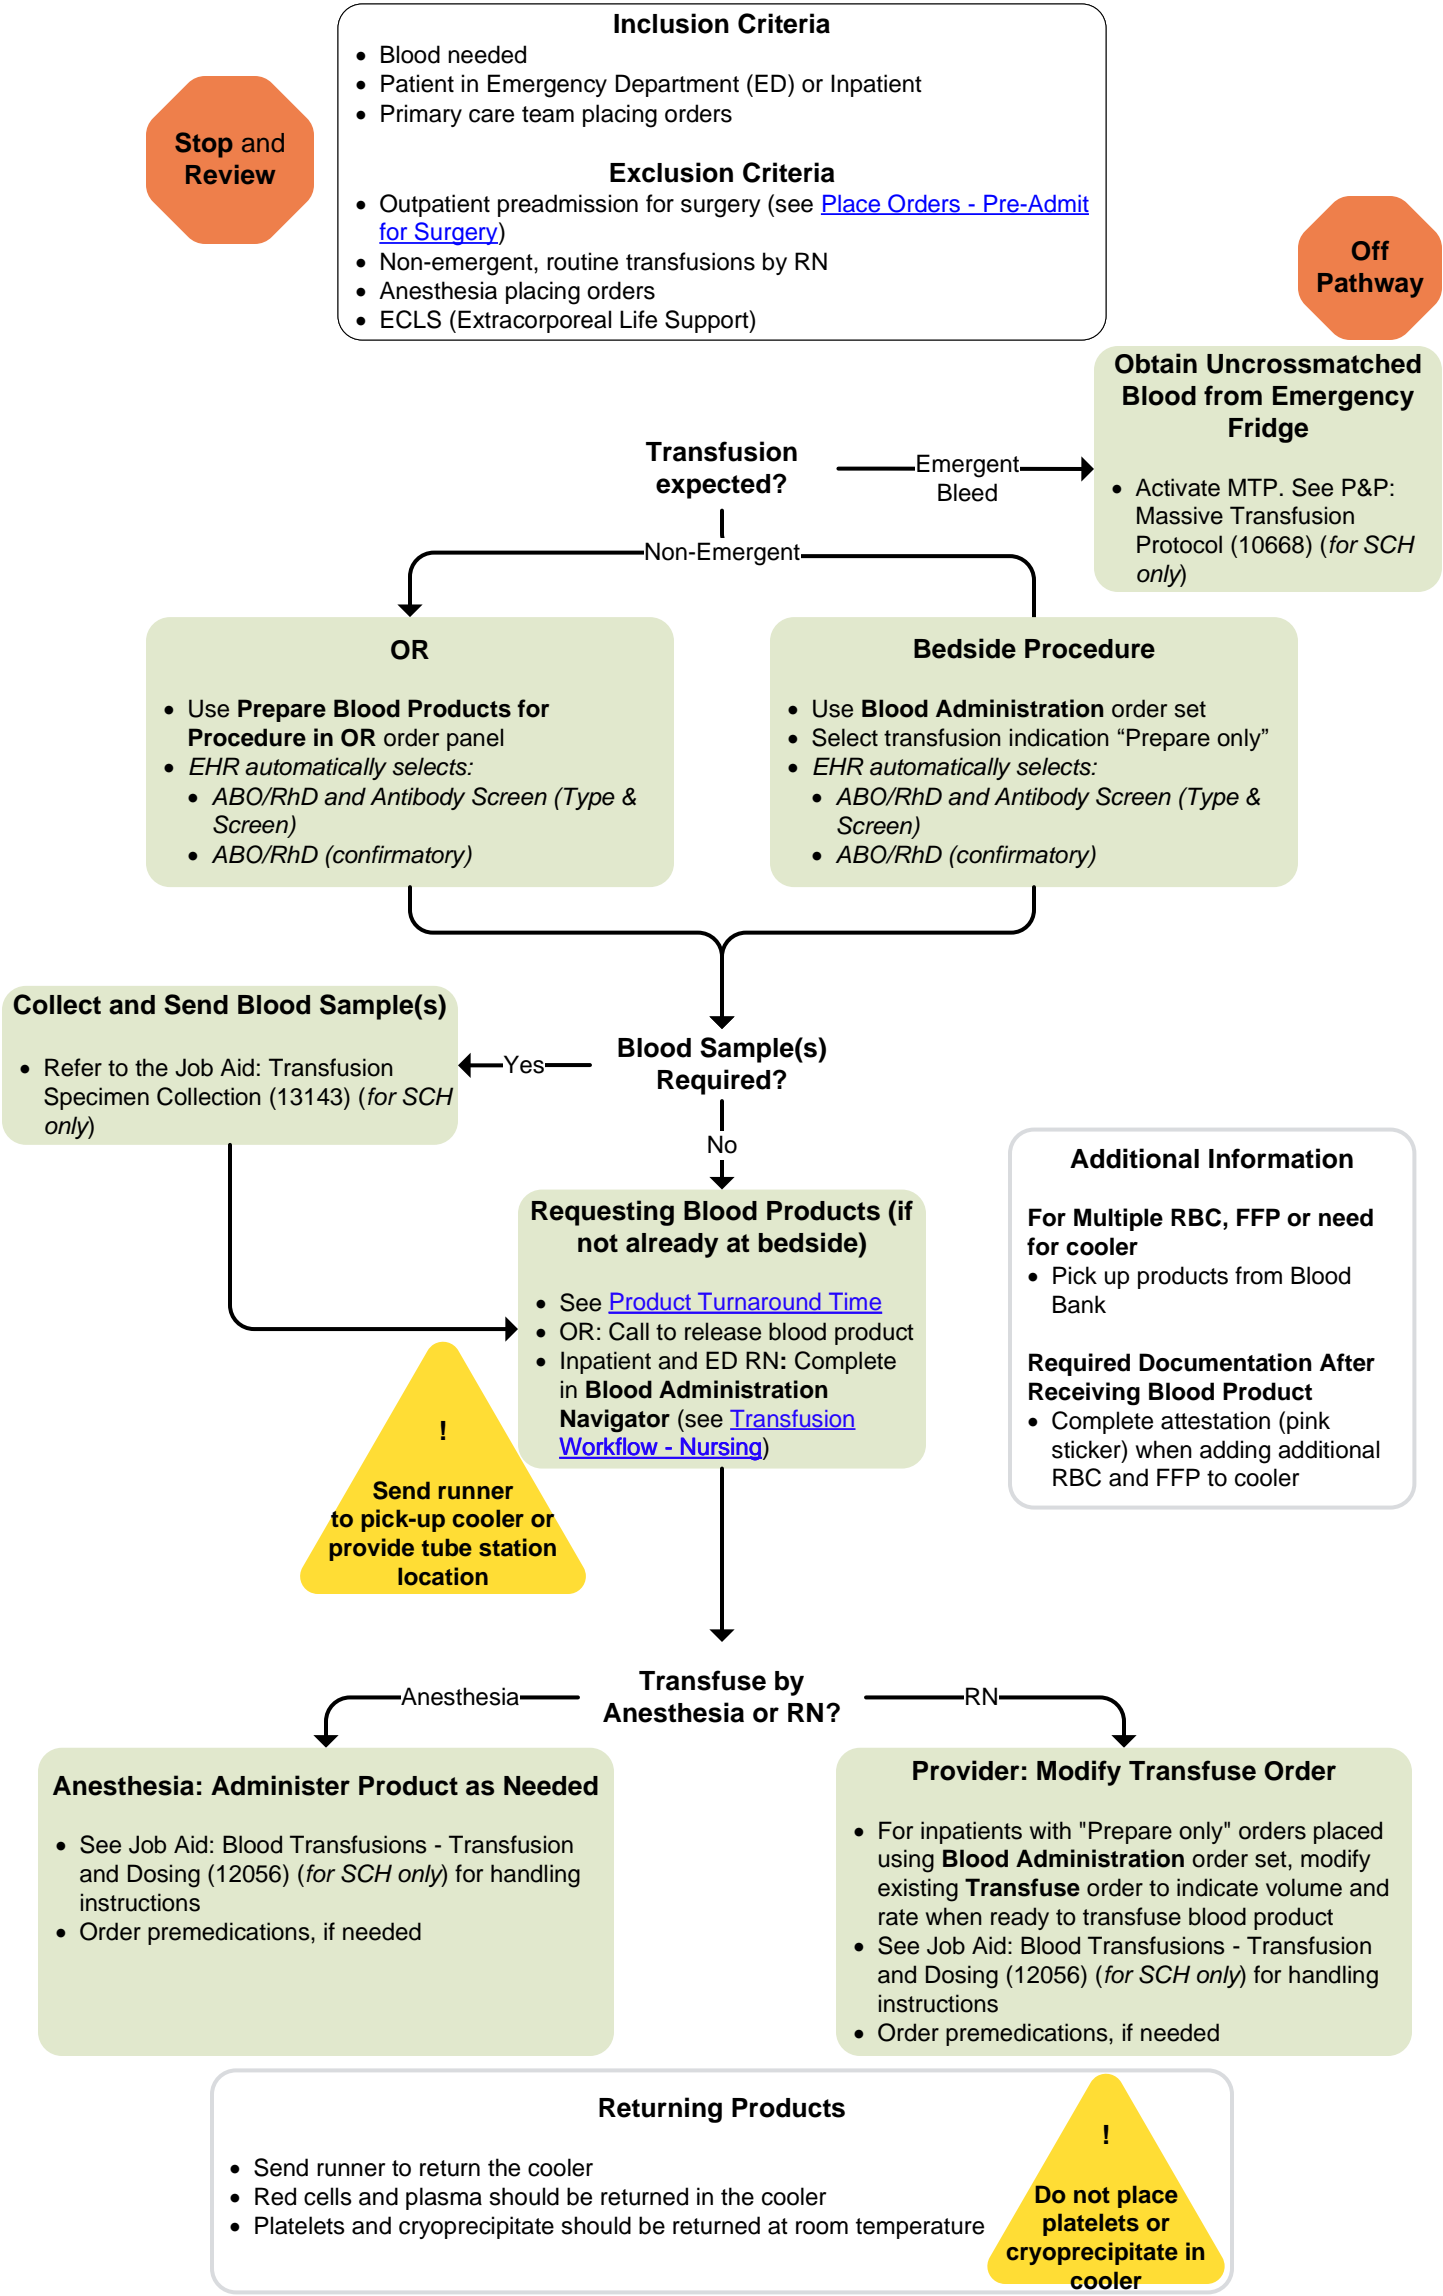 Inclusion Criteria
• Blood needed
• Patient in Emergency Department (ED) or Inpatient
• Primary care team placing orders
Exclusion Criteria
• Outpatient preadmission for surgery (see Place Orders - Pre-Admit
for Surgery)
• Non-emergent, routine transfusions by RN
• Anesthesia placing orders
• ECLS (Extracorporeal Life Support)
Stop and
Review
Off
Pathway
Obtain Uncrossmatched
Blood from Emergency
Fridge
• Activate MTP. See P&P:
Massive Transfusion
Protocol (10668) (for SCH
only)
Transfusion
expected?
Emergent
Bleed
Non-Emergent
OR
• Use Prepare Blood Products for
Procedure in OR order panel
• EHR automatically selects:
• ABO/RhD and Antibody Screen (Type &
Screen)
• ABO/RhD (confirmatory)
Bedside Procedure
• Use Blood Administration order set
• Select transfusion indication “Prepare only”
• EHR automatically selects:
• ABO/RhD and Antibody Screen (Type &
Screen)
• ABO/RhD (confirmatory)
Collect and Send Blood Sample(s)
• Refer to the Job Aid: Transfusion
Specimen Collection (13143) (for SCH
only)
Yes
Blood Sample(s)
Required?
No
Requesting Blood Products (if
not already at bedside)
• See Product Turnaround Time
• OR: Call to release blood product
• Inpatient and ED RN: Complete
in Blood Administration
Navigator (see Transfusion
Workflow - Nursing)
Additional Information
For Multiple RBC, FFP or need
for cooler
• Pick up products from Blood
Bank
Required Documentation After
Receiving Blood Product
• Complete attestation (pink
sticker) when adding additional
RBC and FFP to cooler
!
Send runner
to pick-up cooler or
provide tube station
location
Transfuse by
Anesthesia or RN?
Anesthesia
RN
Anesthesia: Administer Product as Needed
• See Job Aid: Blood Transfusions - Transfusion
and Dosing (12056) (for SCH only) for handling
instructions
• Order premedications, if needed
Provider: Modify Transfuse Order
• For inpatients with "Prepare only" orders placed
using Blood Administration order set, modify
existing Transfuse order to indicate volume and
rate when ready to transfuse blood product
• See Job Aid: Blood Transfusions - Transfusion
and Dosing (12056) (for SCH only) for handling
instructions
• Order premedications, if needed
Returning Products
• Send runner to return the cooler
• Red cells and plasma should be returned in the cooler
• Platelets and cryoprecipitate should be returned at room temperature
!
Do not place
platelets or
cryoprecipitate in
cooler